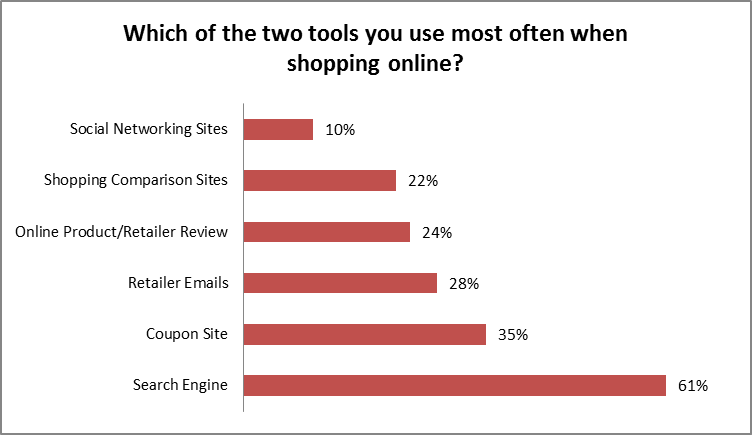 Which of the two tools you use most often when
shopping online?
Social Networking Sites 10%
Shopping Comparison Sites 22%
Online Product/Retailer Review 24%
Retailer Emails 28%
Coupon Site 35%
Search Engine 61%